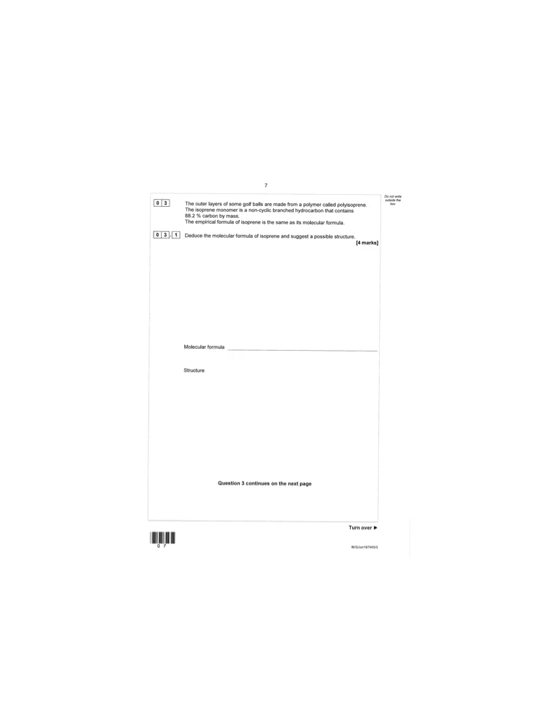 7
Do not write
outside the
box
0 3
The outer layers of some golf balls are made from a polymer called polyisoprene.
The isoprene monomer is a non-cyclic branched hydrocarbon that contains
88.2 % carbon by mass.
The empirical formula of isoprene is the same as its molecular formula.
0 3 . 1 Deduce the molecular formula of isoprene and suggest a possible structure.
[4 marks]
Molecular formula
Structure
Question 3 continues on the next page
Turn over ►
0 7